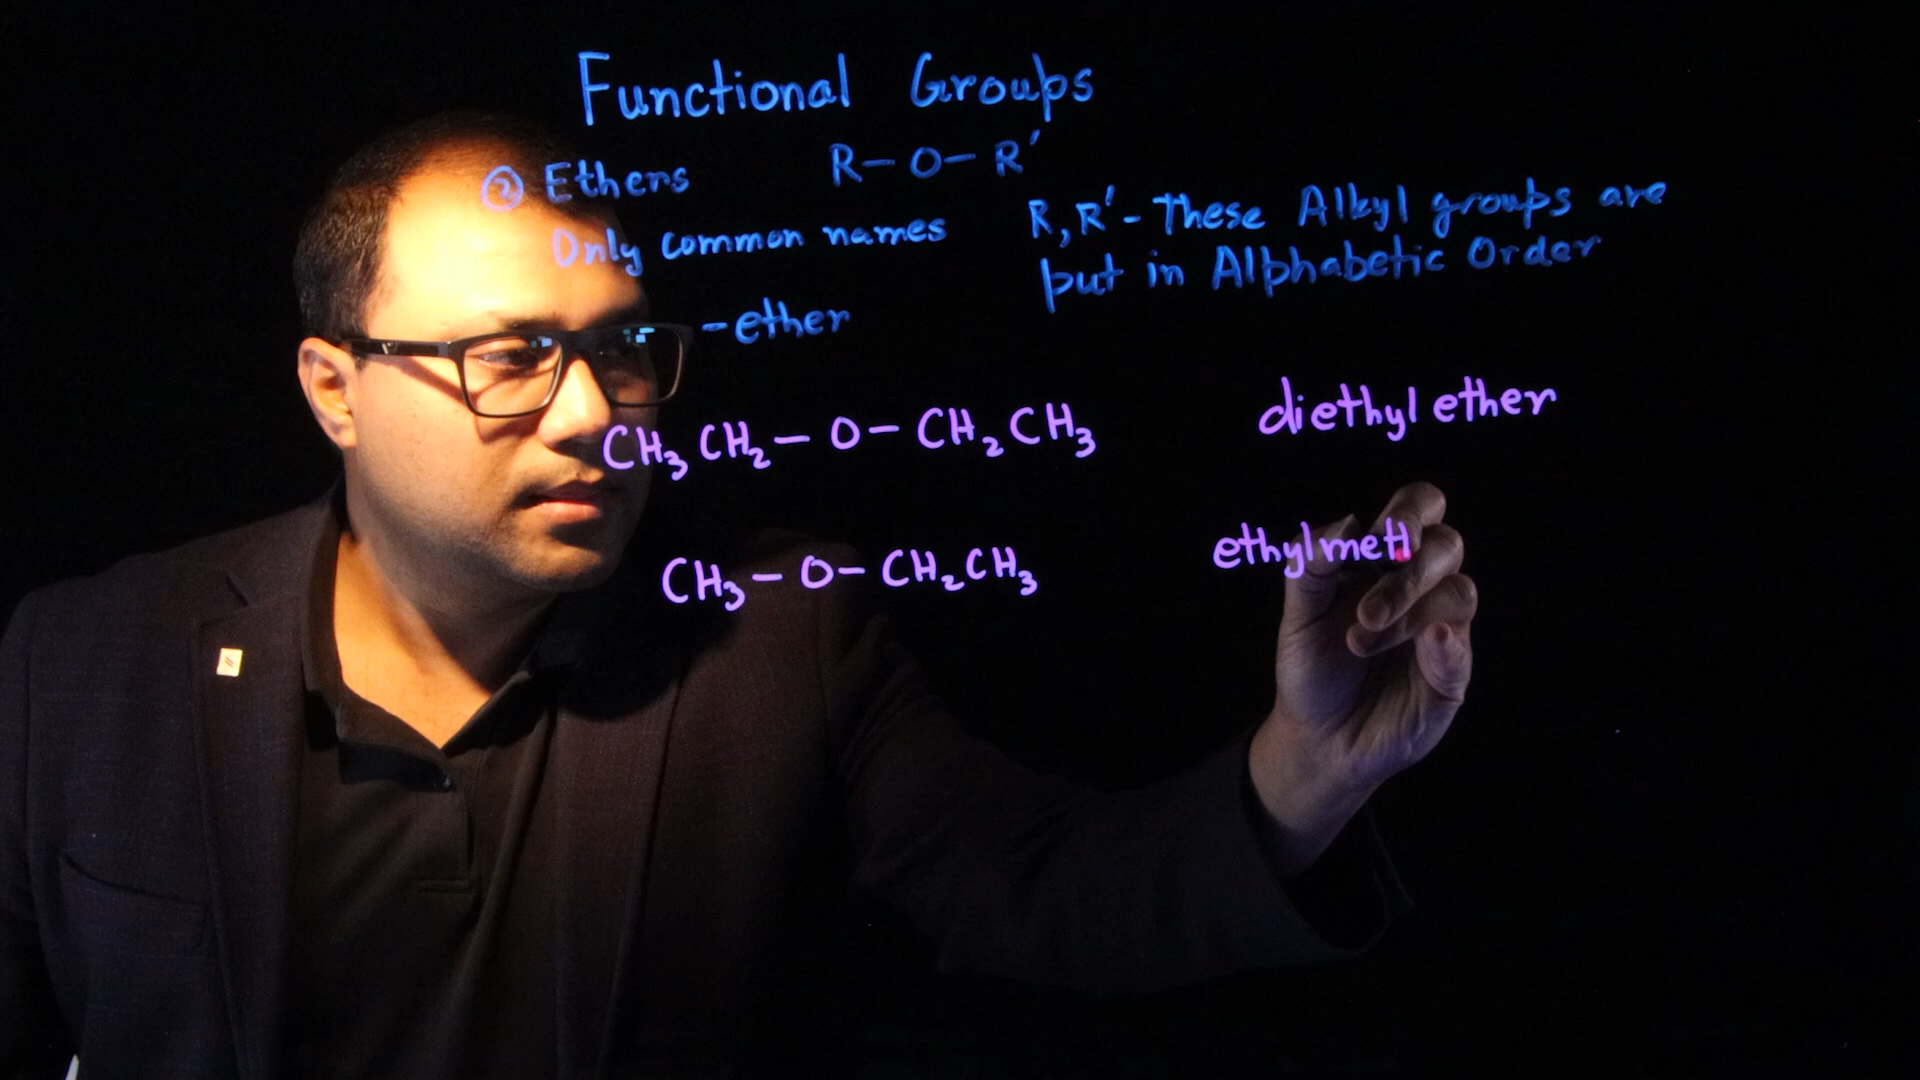 Functional Groups
② Ethers R-O-R'
Only common names
R, R' - These Alkyl groups are
put in Alphabetic Order
-ether
CH₃CH₂-O-CH₂CH₃ diethyl ether
CH₃-O-CH₂CH₃ ethylmeth